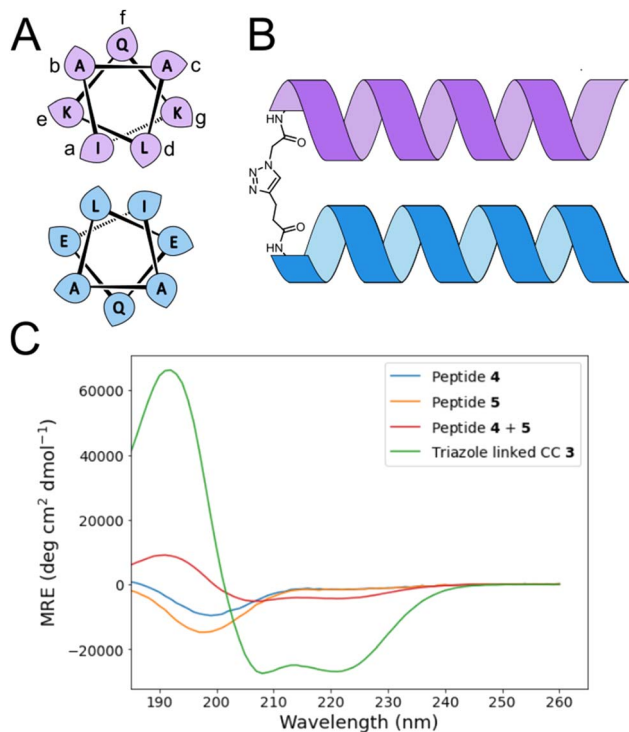 A
B
f
Q
b A A c
e K K g
a I L d
L I
E E
A A
Q
HN
O
N
N
N
O
HN
C
Peptide 4
Peptide 5
Peptide 4 + 5
Triazole linked CC 3
MRE (deg cm² dmol⁻¹)
60000
40000
20000
0
−20000
190 200 210 220 230 240 250 260
Wavelength (nm)